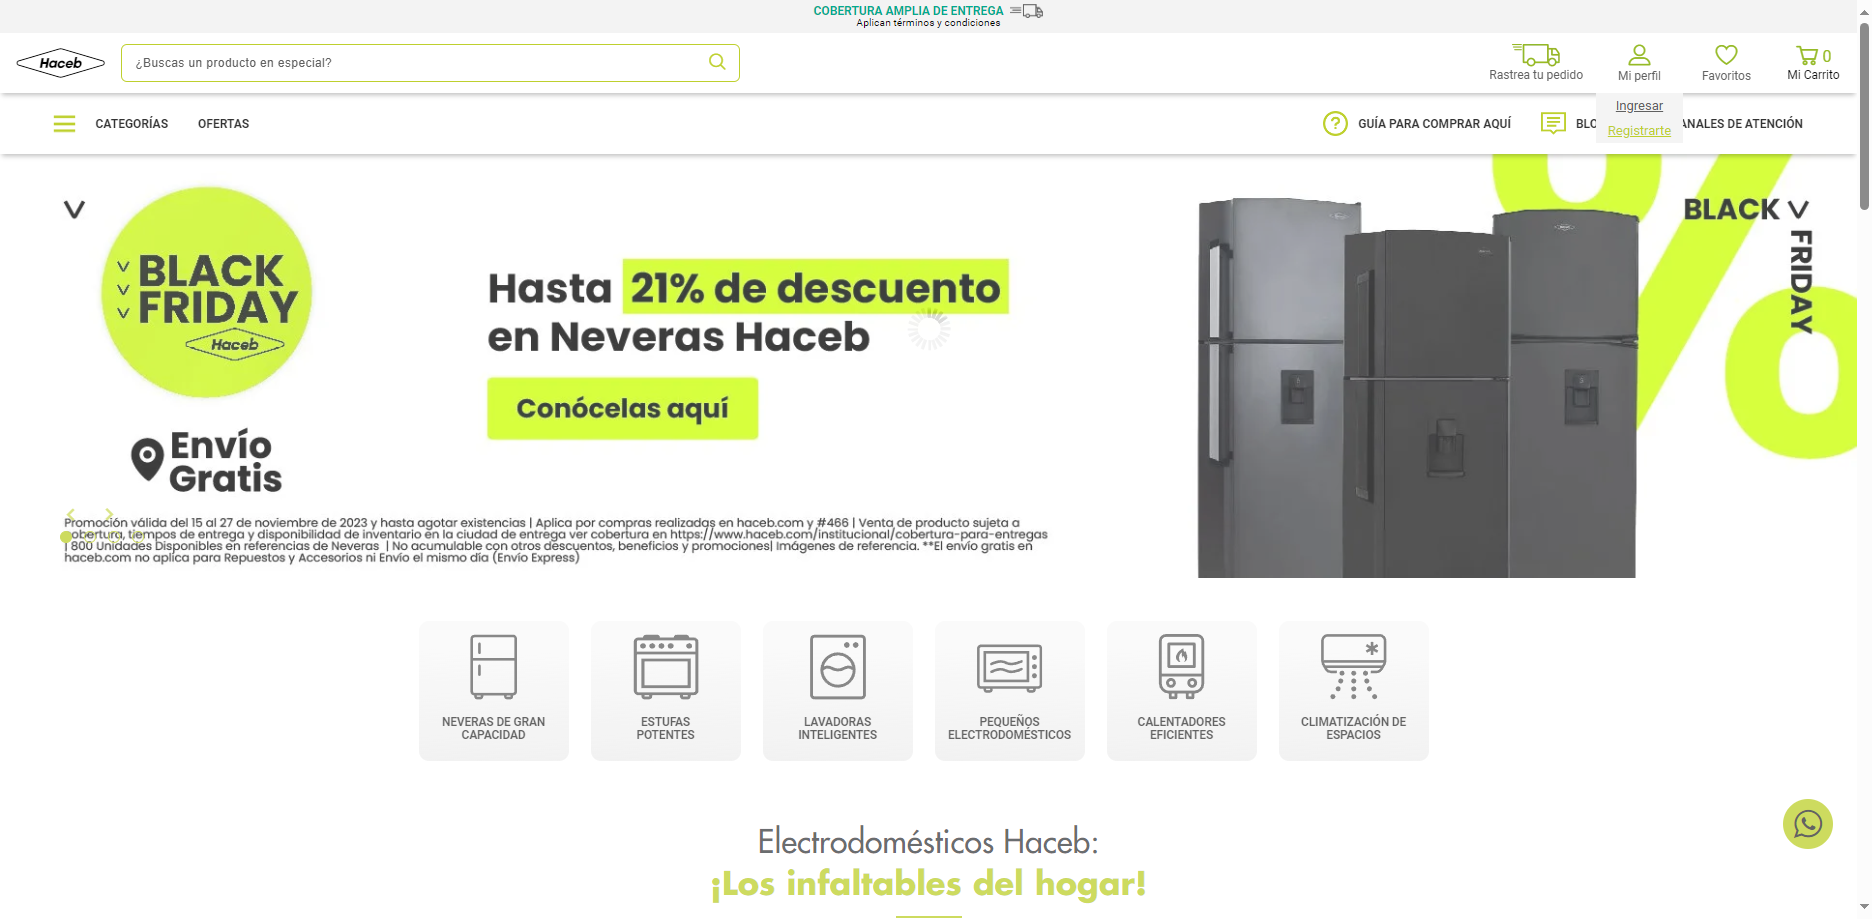 COBERTURA AMPLIA DE ENTREGA
Aplican términos y condiciones
Haceb
¿Buscas un producto en especial?
Rastrea tu pedido
Mi perfil
Favoritos
0
Mi Carrito
Ingresar
Registrarte
CATEGORÍAS
OFERTAS
GUÍA PARA COMPRAR AQUÍ
BLO
ANALES DE ATENCIÓN
BLACK
FRIDAY
Haceb
Envío
Gratis
Hasta 21% de descuento
en Neveras Haceb
Conócelas aquí
BLACK
FRIDAY
%
Promoción válida del 15 al 27 de noviembre de 2023 y hasta agotar existencias | Aplica por compras realizadas en haceb.com y #466 | Venta de producto sujeta a
cobertura, tiempos de entrega y disponibilidad de inventario en la ciudad de entrega ver cobertura en https://www.haceb.com/institucional/cobertura-para-entregas
| 800 Unidades Disponibles en referencias de Neveras | No acumulable con otros descuentos, beneficios y promociones| Imágenes de referencia. **El envío gratis en
haceb.com no aplica para Repuestos y Accesorios ni Envío el mismo día (Envío Express)
NEVERAS DE GRAN
CAPACIDAD
ESTUFAS
POTENTES
LAVADORAS
INTELIGENTES
PEQUEÑOS
ELECTRODOMÉSTICOS
CALENTADORES
EFICIENTES
CLIMATIZACIÓN DE
ESPACIOS
Electrodomésticos Haceb:
¡Los infaltables del hogar!